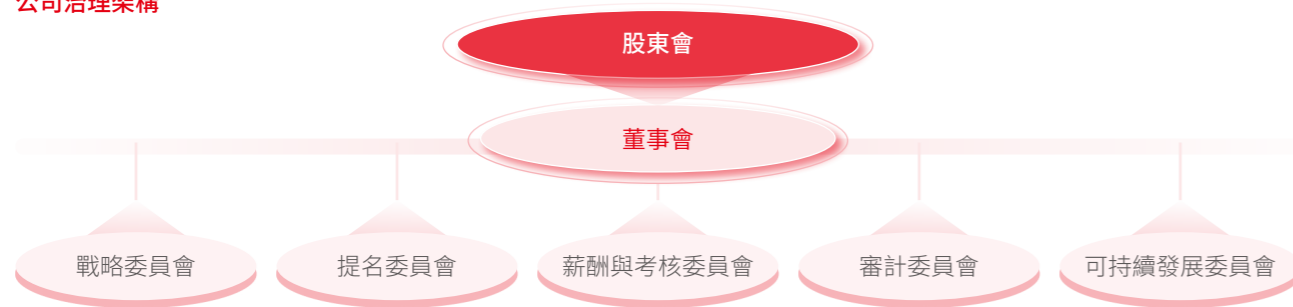 公司治理架構
股東會
董事會
戰略委員會
提名委員會
薪酬與考核委員會
審計委員會
可持續發展委員會